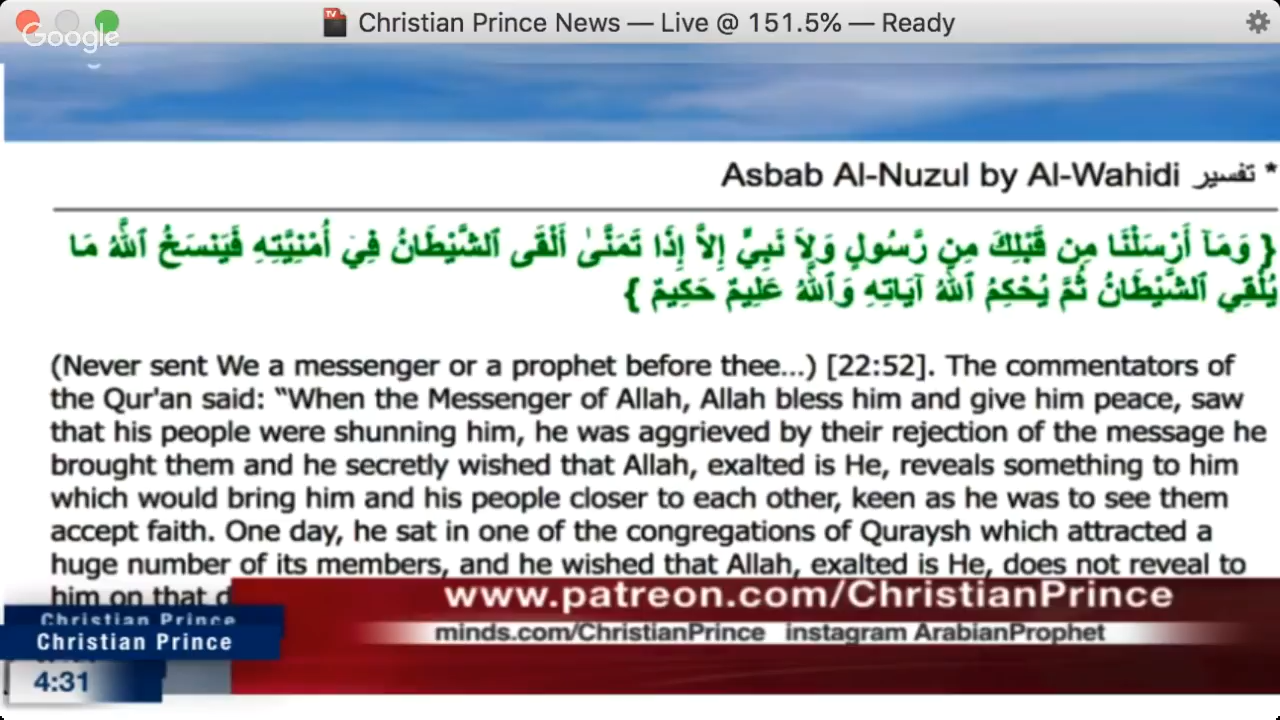 Google
Christian Prince News — Live @ 151.5% — Ready
* تفسير Asbab Al-Nuzul by Al-Wahidi
{ وَمَآ أَرْسَلْنَا مِن قَبْلِكَ مِن رَّسُولٍ وَلاَ نَبِيٍّ إِلاَّ إِذَا تَمَنَّىٰ أَلْقَى ٱلشَّيْطَانُ فِيۤ أُمْنِيَّتِهِ فَيَنسَخُ ٱللَّهُ مَا
يُلْقِي ٱلشَّيْطَانُ ثُمَّ يُحْكِمُ ٱللَّهُ آيَاتِهِ وَٱللَّهُ عَلِيمٌ حَكِيمٌ }
(Never sent We a messenger or a prophet before thee...) [22:52]. The commentators of
the Qur'an said: “When the Messenger of Allah, Allah bless him and give him peace, saw
that his people were shunning him, he was aggrieved by their rejection of the message he
brought them and he secretly wished that Allah, exalted is He, reveals something to him
which would bring him and his people closer to each other, keen as he was to see them
accept faith. One day, he sat in one of the congregations of Quraysh which attracted a
huge number of its members, and he wished that Allah, exalted is He, does not reveal to
him on that d
www.patreon.com/ChristianPrince
minds.com/ChristianPrince instagram ArabianProphet
Christian Prince
Christian Prince
4:31